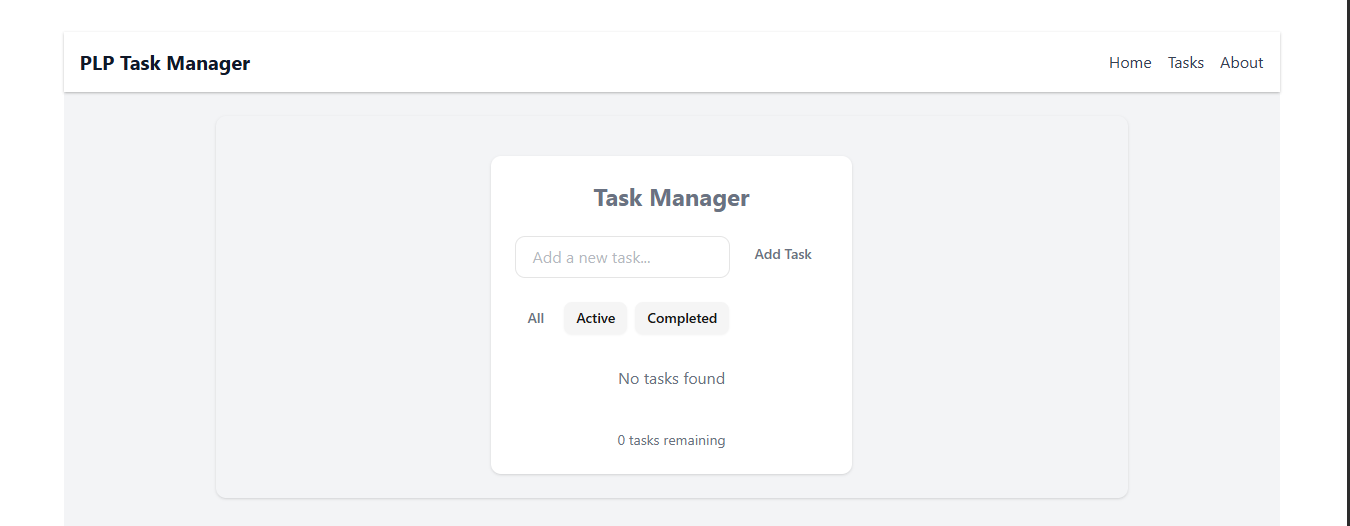 PLP Task Manager Home Tasks About
Task Manager
Add a new task... Add Task
All Active Completed
No tasks found
0 tasks remaining